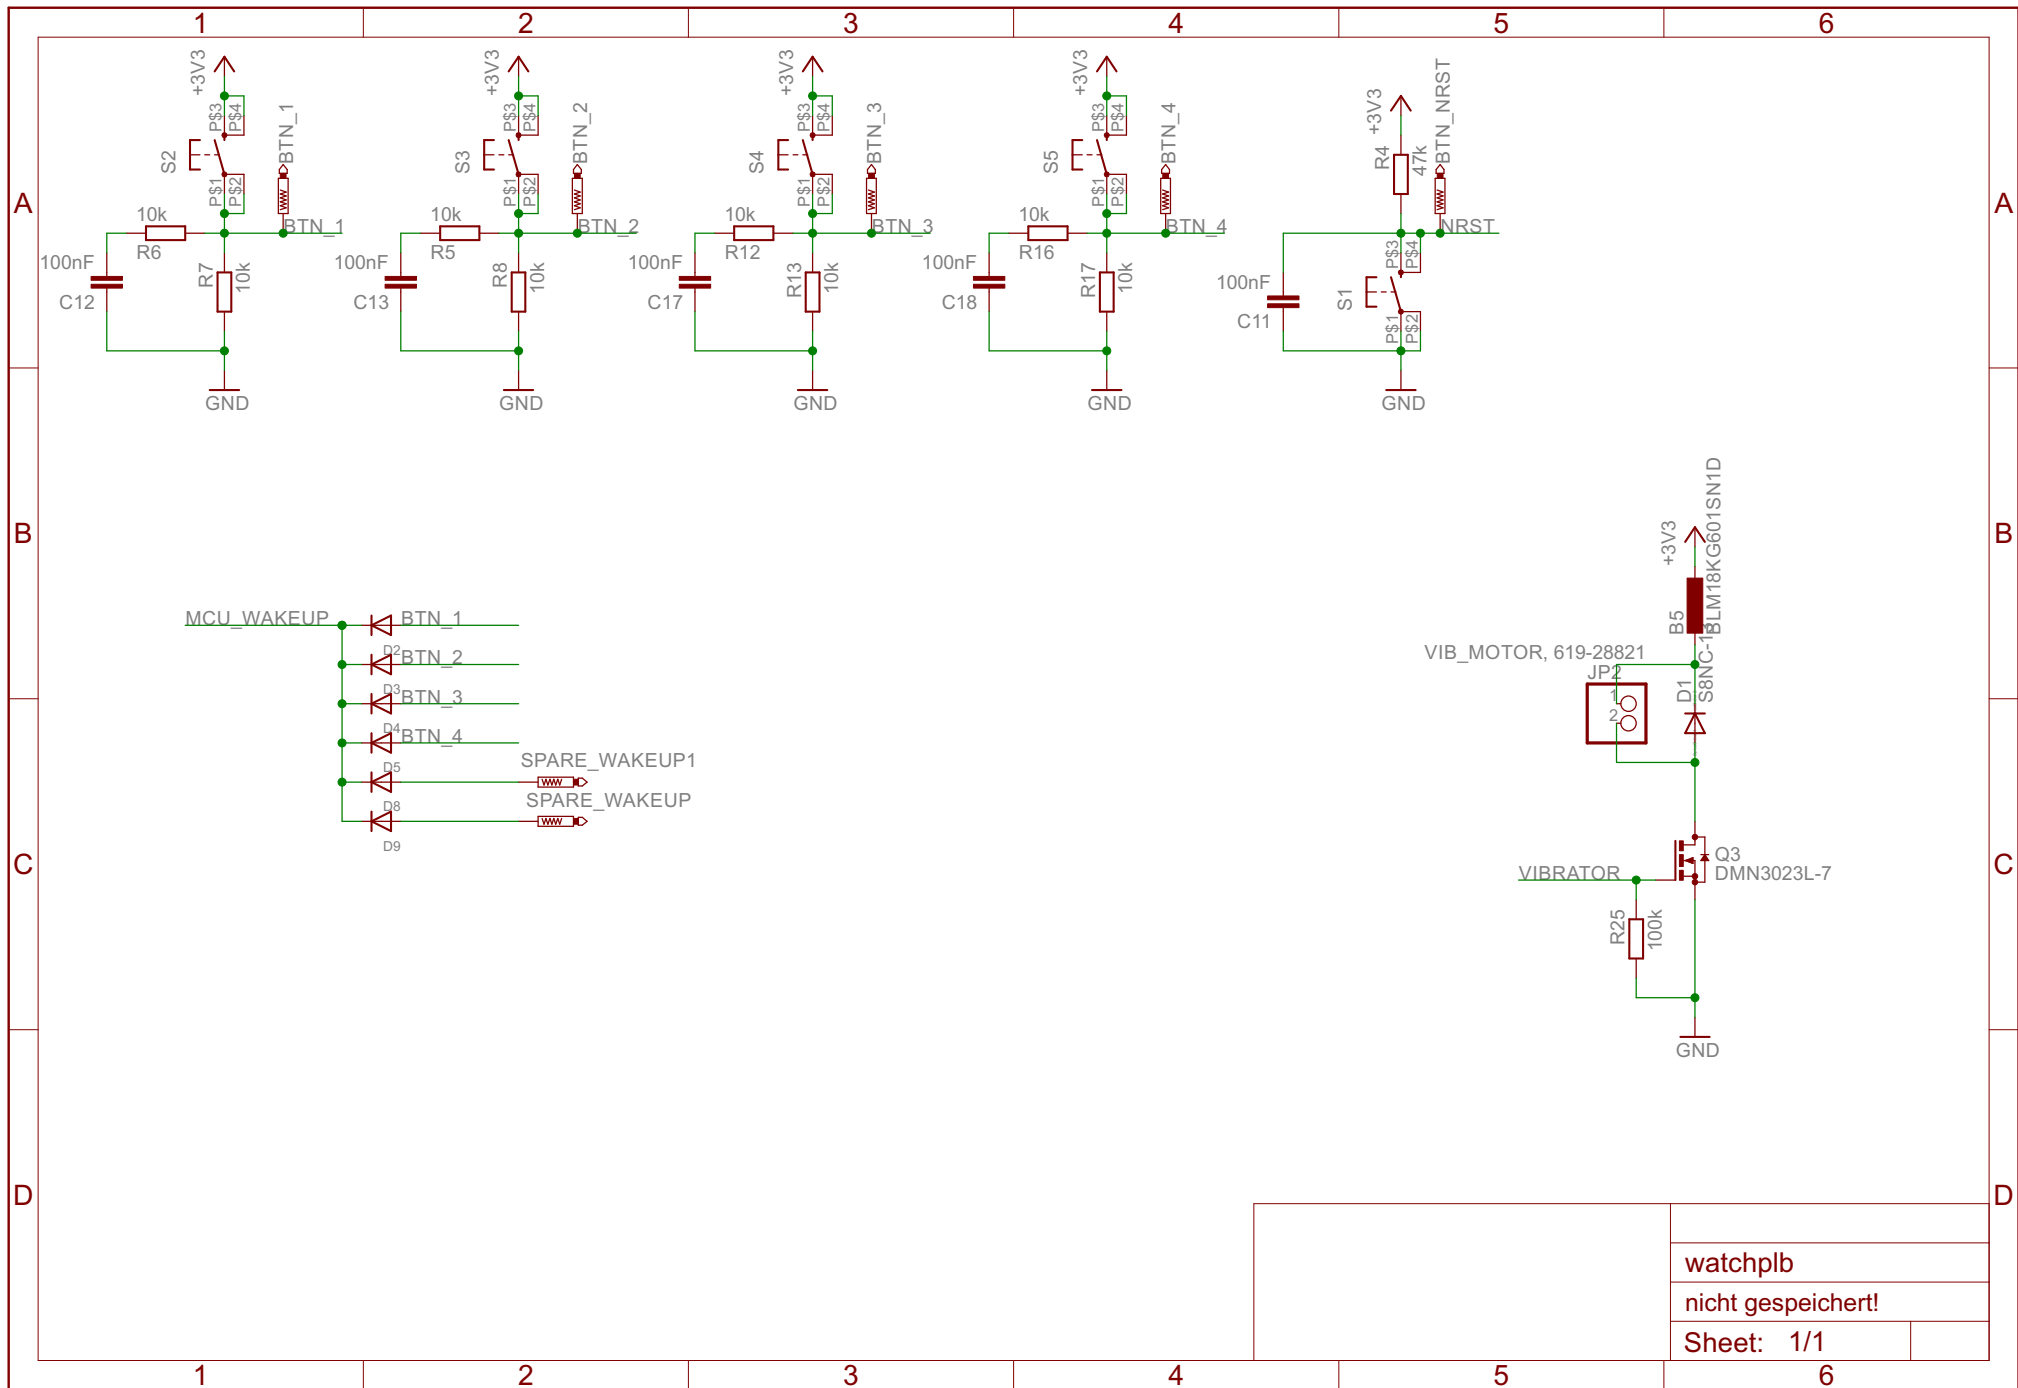 1 2 3 4 5 6
A A
B B
C C
D D
+3V3
P$3
P$4
S2
P$1
P$2
BTN_1
BTN_1
10k
R6
100nF
C12
R7
10k
GND
+3V3
P$3
P$4
S3
P$1
P$2
BTN_2
BTN_2
10k
R5
100nF
C13
R8
10k
GND
+3V3
P$3
P$4
S4
P$1
P$2
BTN_3
BTN_3
10k
R12
100nF
C17
R13
10k
GND
+3V3
P$3
P$4
S5
P$1
P$2
BTN_4
BTN_4
10k
R16
100nF
C18
R17
10k
GND
+3V3
R4
47k
BTN_NRST
NRST
P$3
P$4
S1
P$1
P$2
100nF
C11
GND
MCU_WAKEUP
BTN_1
D2
BTN_2
D3
BTN_3
D4
BTN_4
D5
SPARE_WAKEUP1
D8
SPARE_WAKEUP
D9
+3V3
B5
BLM18KG601SN1D
VIB_MOTOR, 619-28821
JP2
1
2
D1
Q3
DMN3023L-7
VIBRATOR
R25
100k
GND
watchplb
nicht gespeichert!
Sheet: 1/1
1 2 3 4 5 6